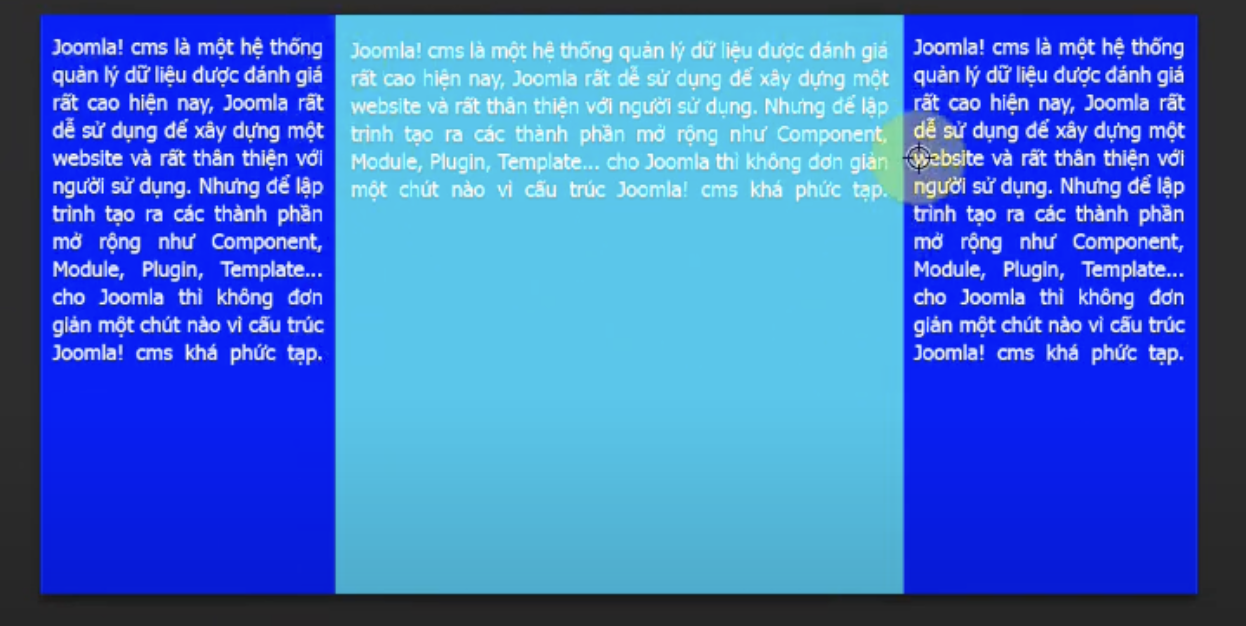 Joomla! cms là một hệ thống
quản lý dữ liệu được đánh giá
rất cao hiện nay, Joomla rất
dễ sử dụng để xây dựng một
website và rất thân thiện với
người sử dụng. Nhưng để lập
trình tạo ra các thành phần
mở rộng như Component,
Module, Plugin, Template...
cho Joomla thì không đơn
giản một chút nào vì cấu trúc
Joomla! cms khá phức tạp.
Joomla! cms là một hệ thống quản lý dữ liệu được đánh giá
rất cao hiện nay, Joomla rất dễ sử dụng để xây dựng một
website và rất thân thiện với người sử dụng. Nhưng để lập
trình tạo ra các thành phần mở rộng như Component,
Module, Plugin, Template... cho Joomla thì không đơn giản
một chút nào vì cấu trúc Joomla! cms khá phức tạp.
Joomla! cms là một hệ thống
quản lý dữ liệu được đánh giá
rất cao hiện nay, Joomla rất
dễ sử dụng để xây dựng một
website và rất thân thiện với
người sử dụng. Nhưng để lập
trình tạo ra các thành phần
mở rộng như Component,
Module, Plugin, Template...
cho Joomla thì không đơn
giản một chút nào vì cấu trúc
Joomla! cms khá phức tạp.